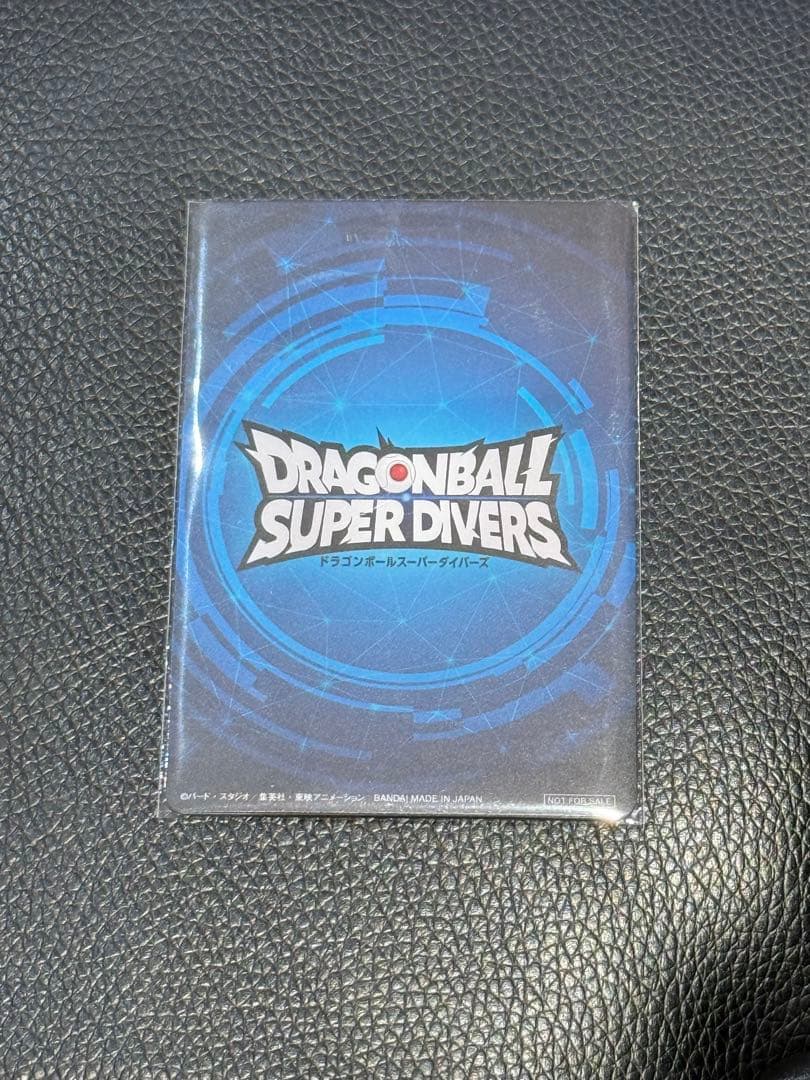 DRAGONBALL
SUPER DIVERS
ドラゴンボールスーパーダイバーズ
©バード・スタジオ／集英社・東映アニメーション BANDAI MADE IN JAPAN
NOT FOR SALE